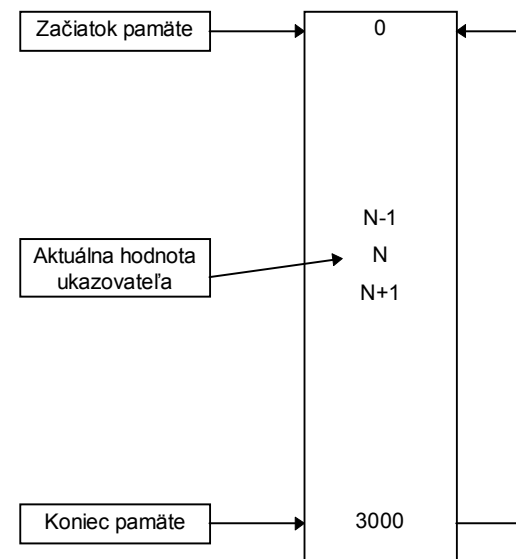 Začiatok pamäte
0
N-1
Aktuálna hodnota
ukazovateľa
N
N+1
Koniec pamäte
3000